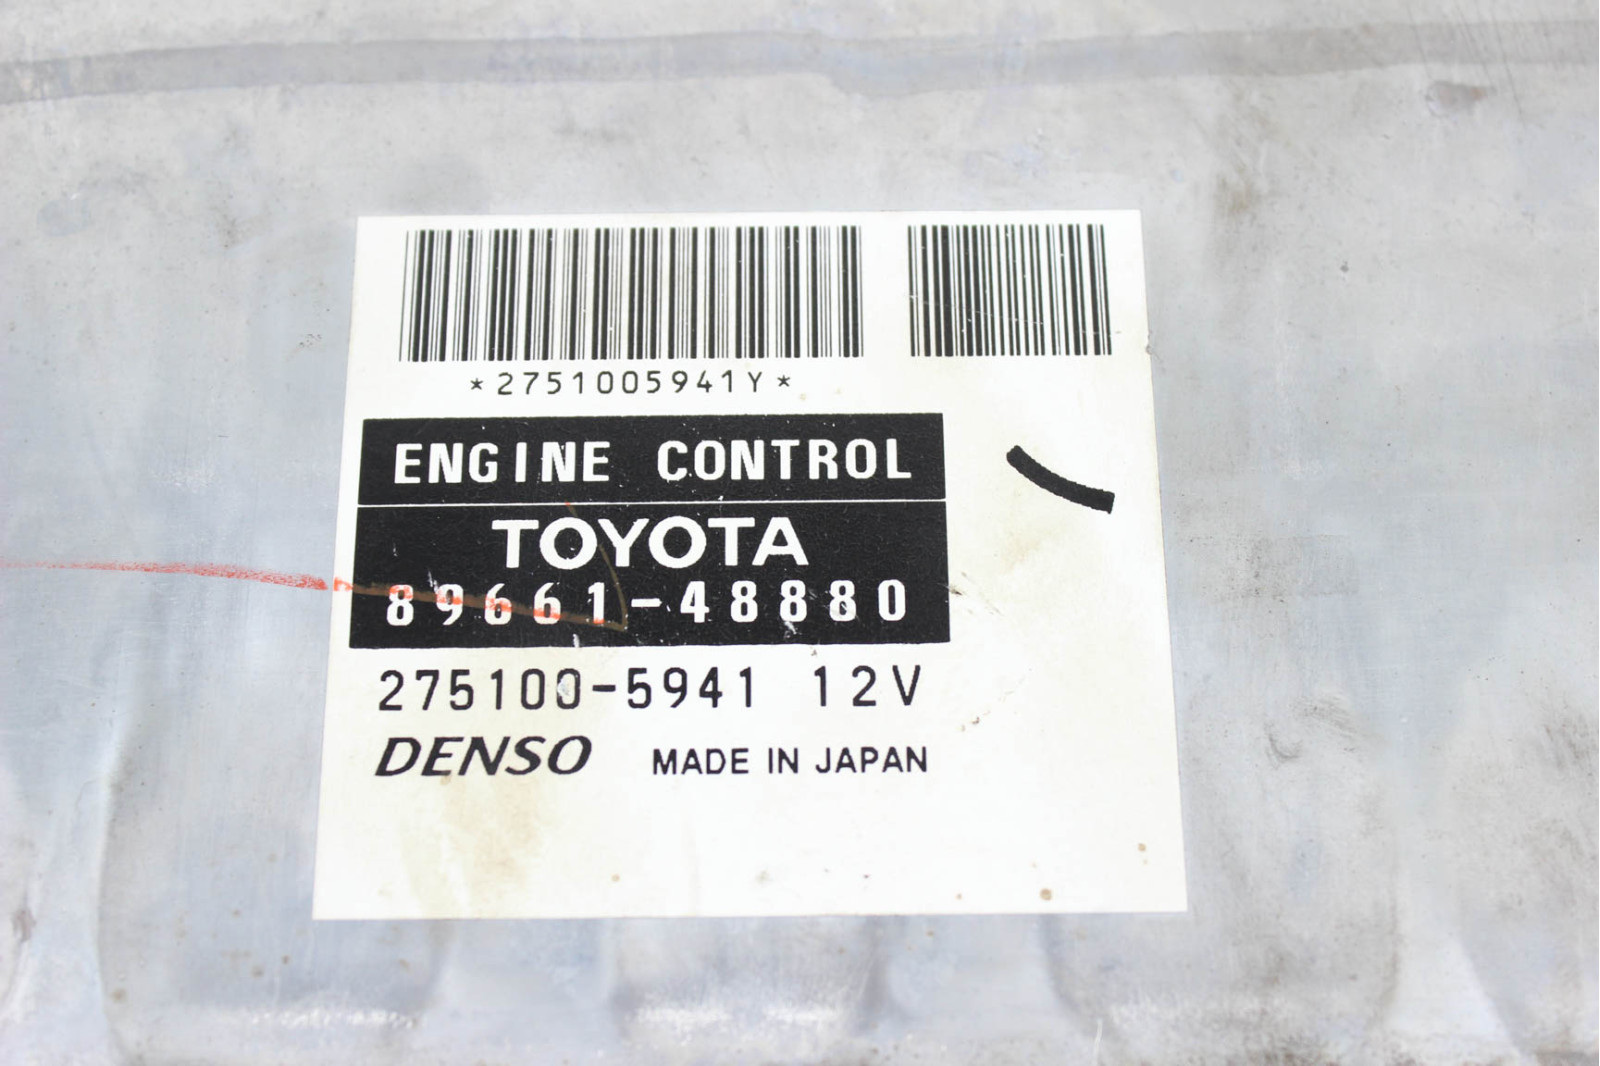 *2751005941Y*
ENGINE CONTROL
TOYOTA
89661-48880
275100-5941 12V
DENSO MADE IN JAPAN